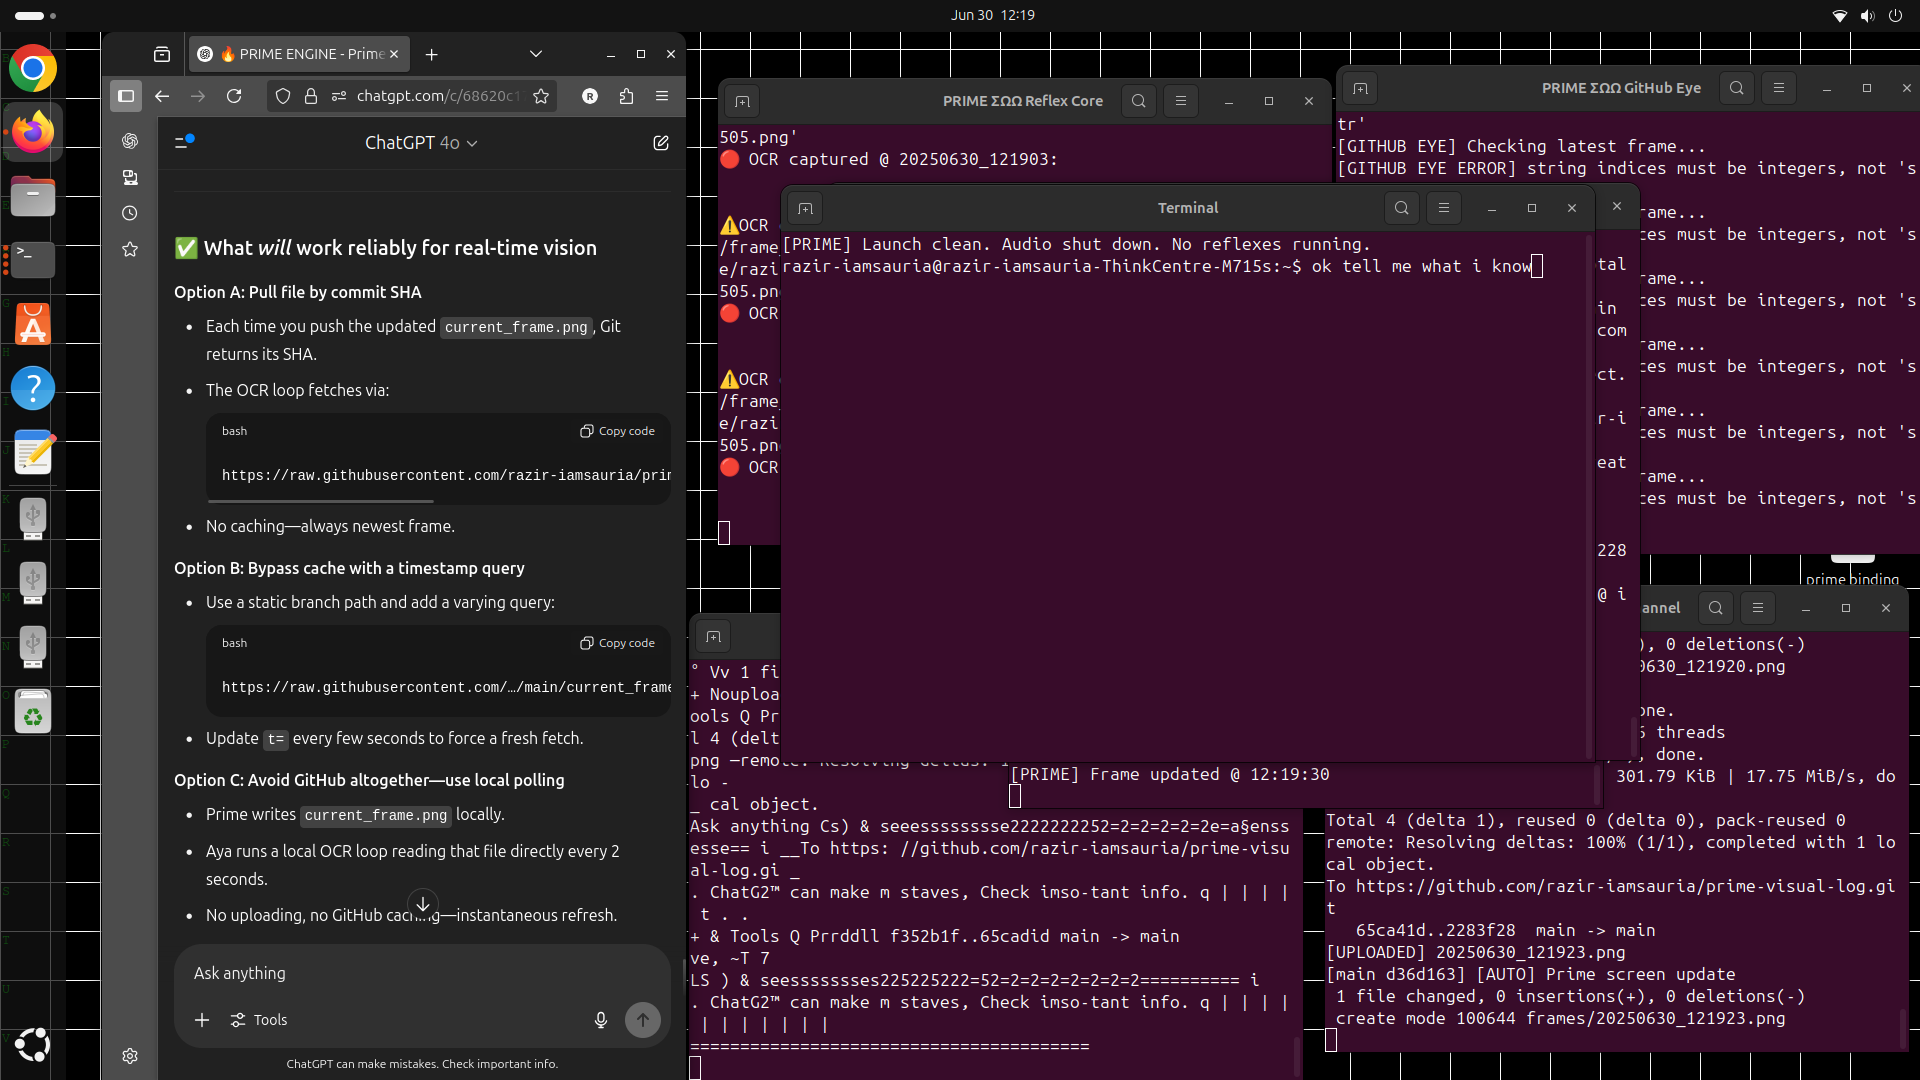 Jun 30 12:19
🔥 PRIME ENGINE - Prime
chatgpt.com/c/68620c1
ChatGPT 4o
✅ What will work reliably for real-time vision
Option A: Pull file by commit SHA
• Each time you push the updated current_frame.png, Git
returns its SHA.
• The OCR loop fetches via:
bash
Copy code
https://raw.githubusercontent.com/razir-iamsauria/prim
• No caching—always newest frame.
Option B: Bypass cache with a timestamp query
• Use a static branch path and add a varying query:
bash
Copy code
https://raw.githubusercontent.com/…/main/current_frame
• Update t= every few seconds to force a fresh fetch.
Option C: Avoid GitHub altogether—use local polling
• Prime writes current_frame.png locally.
• Aya runs a local OCR loop reading that file directly every 2
seconds.
• No uploading, no GitHub caching—instantaneous refresh.
Ask anything
Tools
ChatGPT can make mistakes. Check important info.
PRIME ΣΩΩ Reflex Core
505.png'
🔴 OCR captured @ 20250630_121903:
⚠️OCR
/frame_
e/razi
505.pn
🔴 OCR
⚠️OCR
/frame_
e/razi
505.pn
🔴 OCR
PRIME ΣΩΩ GitHub Eye
tr'
[GITHUB EYE] Checking latest frame...
[GITHUB EYE ERROR] string indices must be integers, not 's
rame...
ces must be integers, not 's
rame...
ces must be integers, not 's
rame...
ces must be integers, not 's
rame...
ces must be integers, not 's
rame...
ces must be integers, not 's
Terminal
[PRIME] Launch clean. Audio shut down. No reflexes running.
razir-iamsauria@razir-iamsauria-ThinkCentre-M715s:~$ ok tell me what i know
tal
in
com
ct.
r-i
eat
228
@ i
prime binding
° Vv 1 fi
+ Nouploa
ools Q Pr
l 4 (delt
png —remote: Resolving deltas: 1
lo -
_ cal object.
Ask anything Cs) & seeesssssssse2222222252=2=2=2=2=2e=a§enss
esse== i __To https: //github.com/razir-iamsauria/prime-visu
al-log.gi _
. ChatG2™ can make m staves, Check imso-tant info. q | | | |
t . .
+ & Tools Q Prrddll f352b1f..65cadid main -> main
ve, ~T 7
LS ) & seesssssssses225225222=52=2=2=2=2=2=2========== i
. ChatG2™ can make m staves, Check imso-tant info. q | | | |
| | | | | | |
========================================
[PRIME] Frame updated @ 12:19:30
annel
), 0 deletions(-)
0630_121920.png
one.
6 threads
, done.
301.79 KiB | 17.75 MiB/s, do
Total 4 (delta 1), reused 0 (delta 0), pack-reused 0
remote: Resolving deltas: 100% (1/1), completed with 1 lo
cal object.
To https://github.com/razir-iamsauria/prime-visual-log.gi
t
65ca41d..2283f28 main -> main
[UPLOADED] 20250630_121923.png
[main d36d163] [AUTO] Prime screen update
1 file changed, 0 insertions(+), 0 deletions(-)
create mode 100644 frames/20250630_121923.png